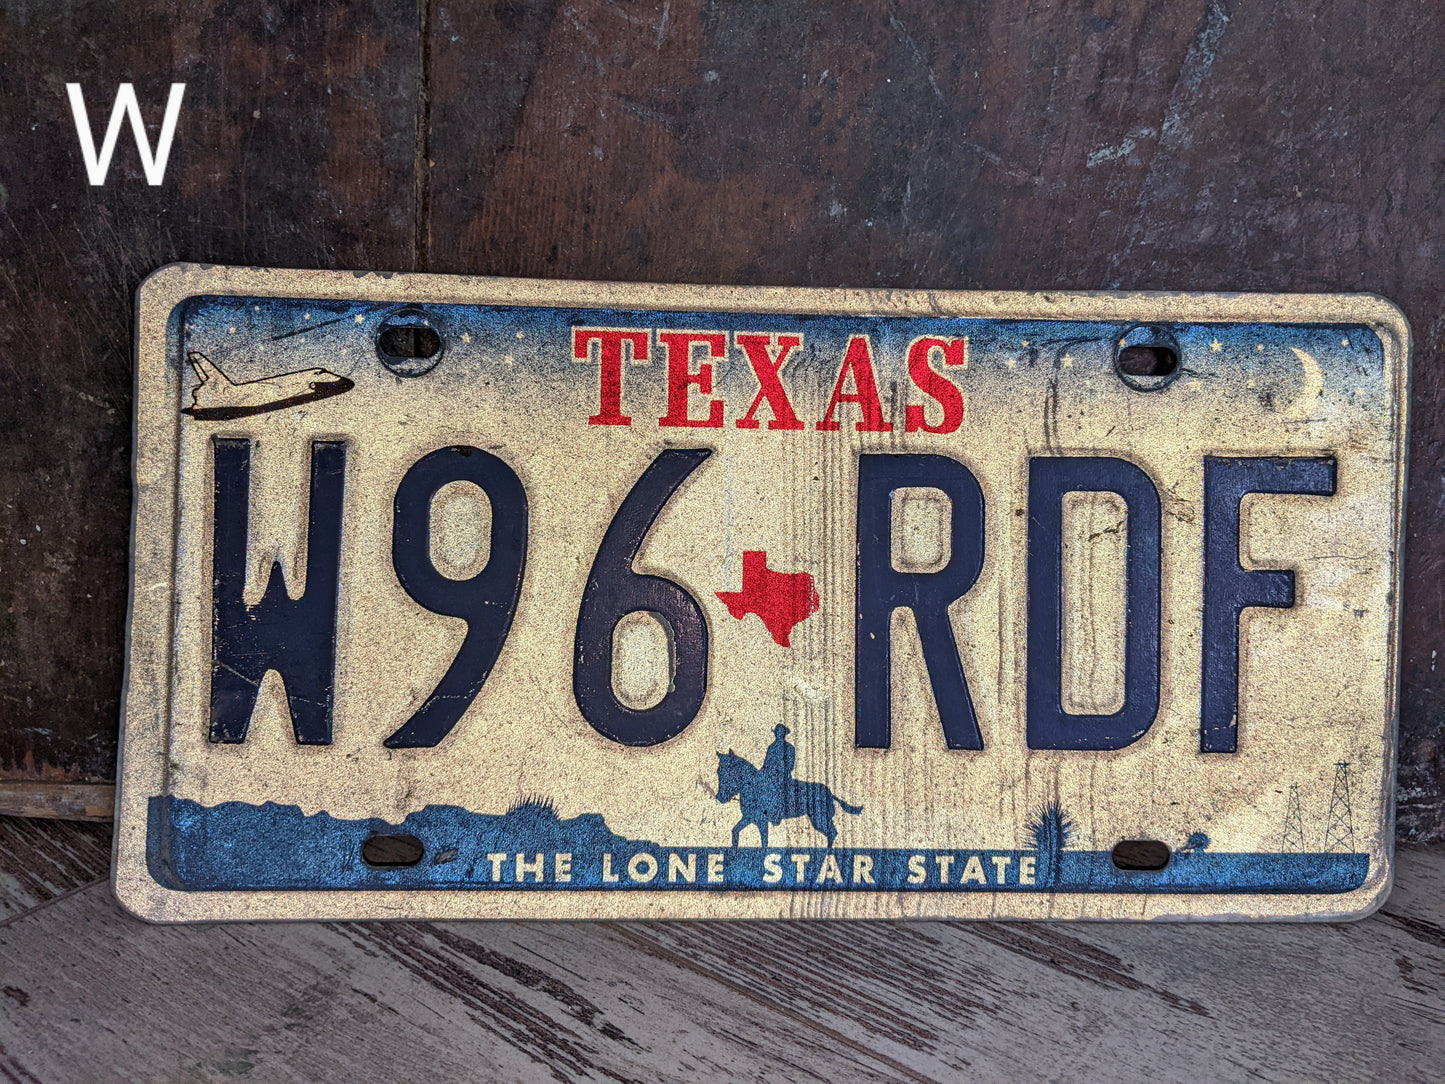 W
TEXAS
W96 RDF
THE LONE STAR STATE